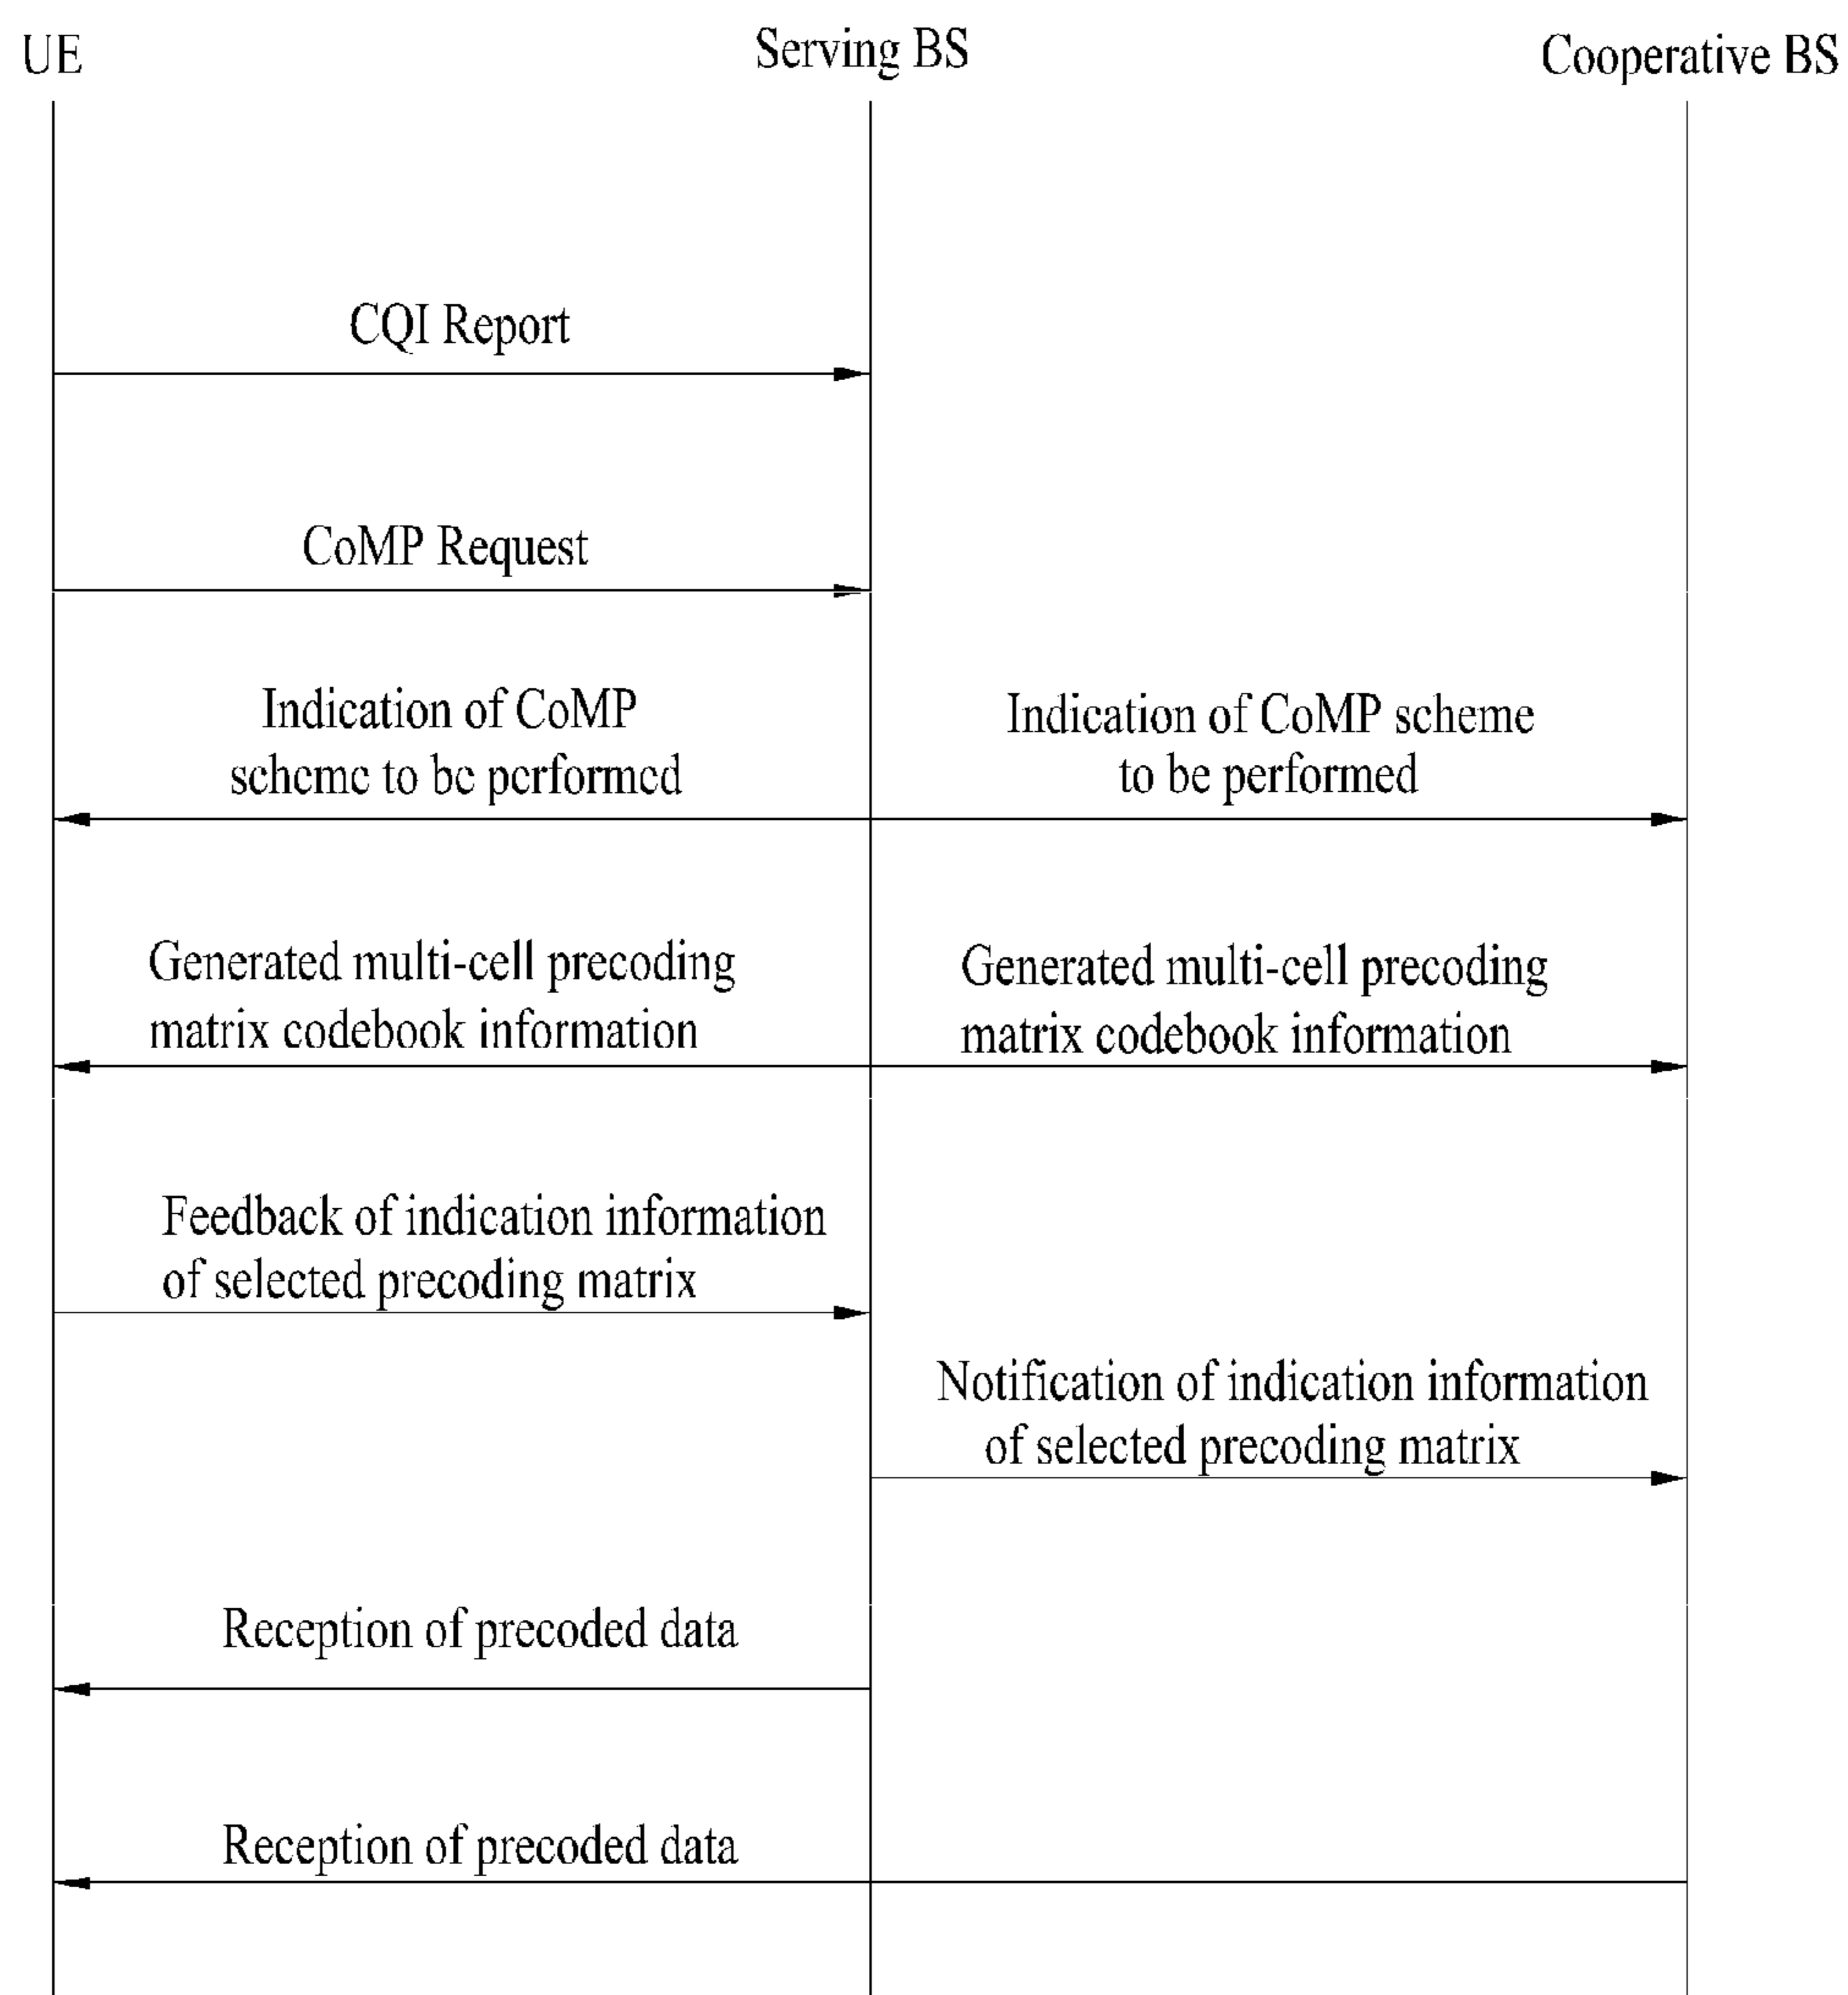 UE
Serving BS
Cooperative BS
CQI Report
CoMP Request
Indication of CoMP
scheme to be performed
Indication of CoMP scheme
to be performed
Generated multi-cell precoding
matrix codebook information
Generated multi-cell precoding
matrix codebook information
Feedback of indication information
of selected precoding matrix
Notification of indication information
of selected precoding matrix
Reception of precoded data
Reception of precoded data